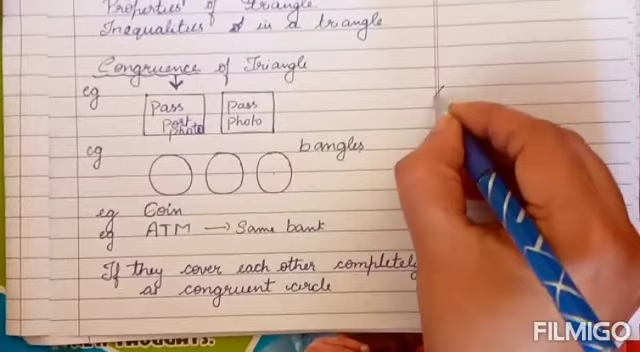 Properties of triangle
Inequalities in a triangle
Congruence of Triangle
eg
Pass
Port
Photo
Pass
Photo
eg
bangles
eg Coin
eg ATM → Same bank
If they cover each other completely
as congruent circle
THOUGHTS.
FILMIGO